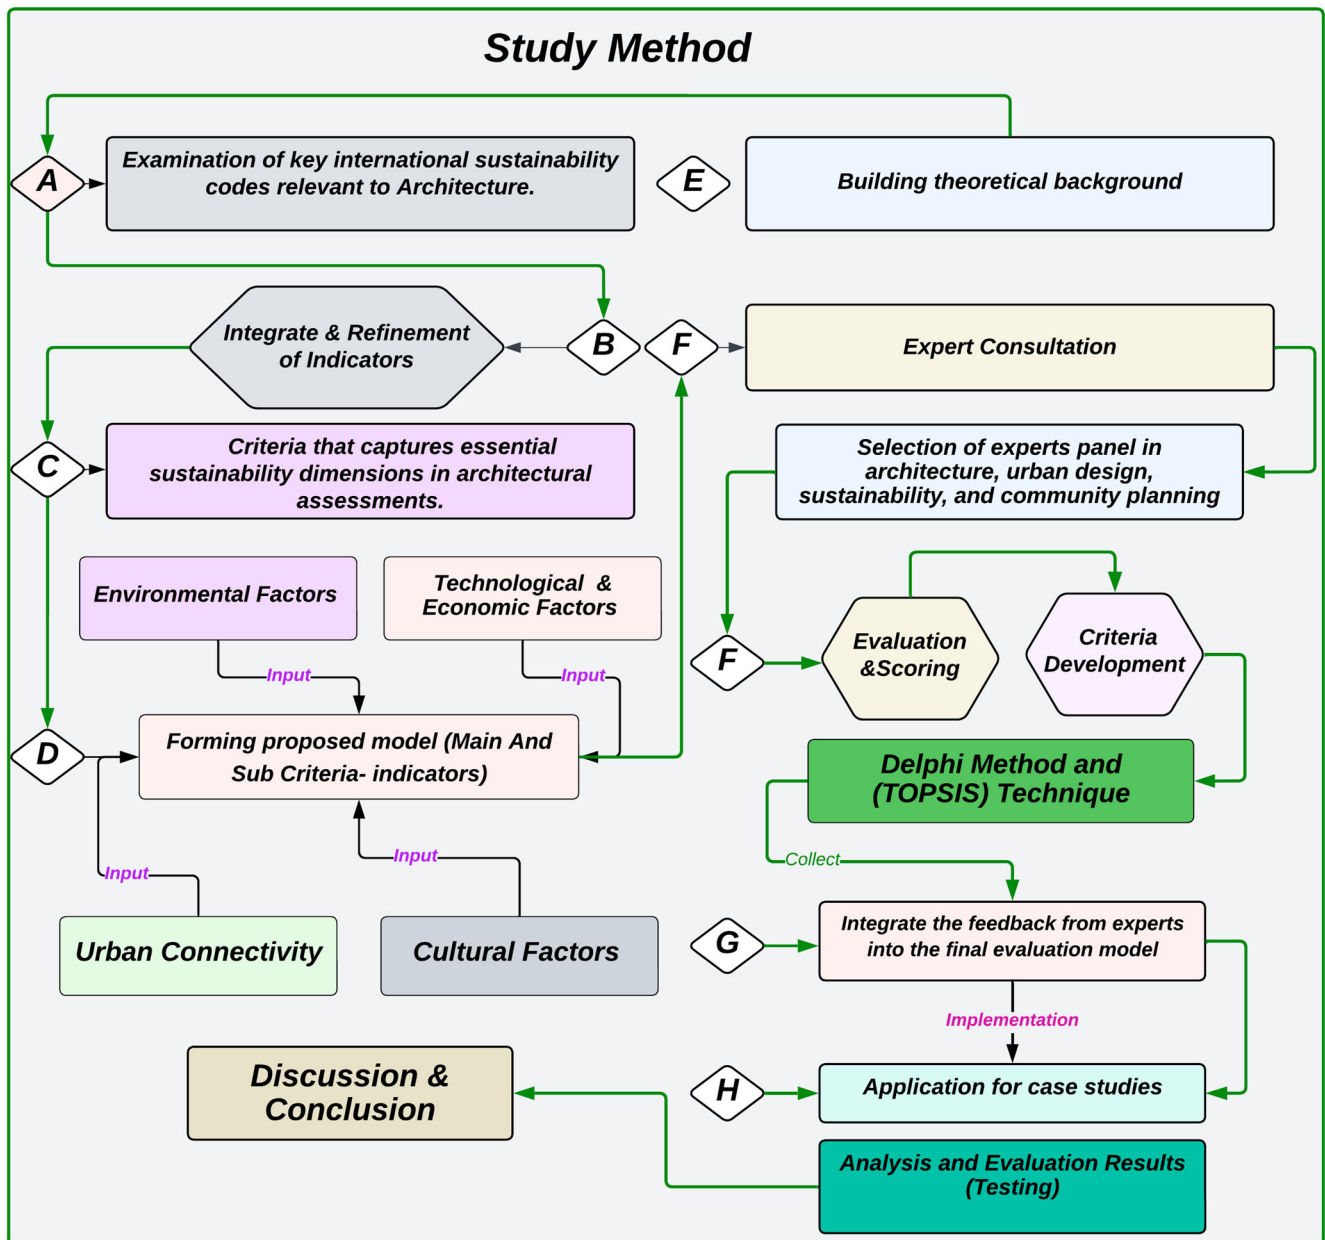 Study Method
A
Examination of key international sustainability
codes relevant to Architecture.
E
Building theoretical background
Integrate & Refinement
of Indicators
B
F
Expert Consultation
C
Criteria that captures essential
sustainability dimensions in architectural
assessments.
Selection of experts panel in
architecture, urban design,
sustainability, and community planning
Environmental Factors
Technological &
Economic Factors
Input
Input
F
Evaluation
&Scoring
Criteria
Development
D
Forming proposed model (Main And
Sub Criteria- indicators)
Delphi Method and
(TOPSIS) Technique
Input
Input
Collect
Urban Connectivity
Cultural Factors
G
Integrate the feedback from experts
into the final evaluation model
Implementation
H
Application for case studies
Discussion &
Conclusion
Analysis and Evaluation Results
(Testing)